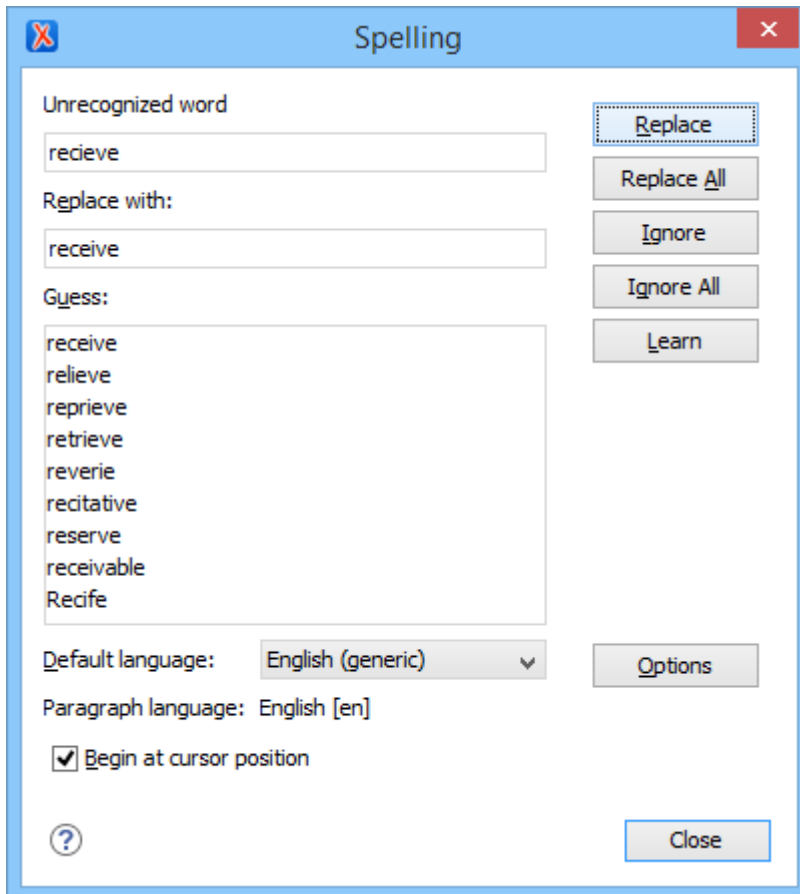 Spelling
Unrecognized word
recieve
Replace with:
receive
Guess:
receive
relieve
reprieve
retrieve
reverie
recitative
reserve
receivable
Recife
Replace
Replace All
Ignore
Ignore All
Learn
Default language: English (generic)
Options
Paragraph language: English [en]
Begin at cursor position
?
Close